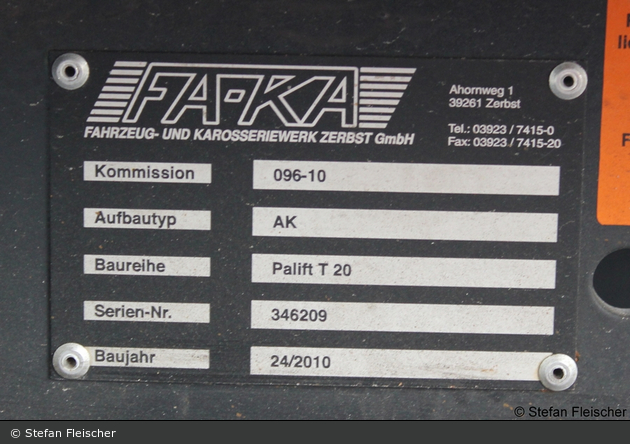 FA-KA
FAHRZEUG- UND KAROSSERIEWERK ZERBST GmbH
Ahornweg 1
39261 Zerbst
Tel.: 03923 / 7415-0
Fax: 03923 / 7415-20
Kommission 096-10
Aufbautyp AK
Baureihe Palift T 20
Serien-Nr. 346209
Baujahr 24/2010
© Stefan Fleischer
© Stefan Fleischer